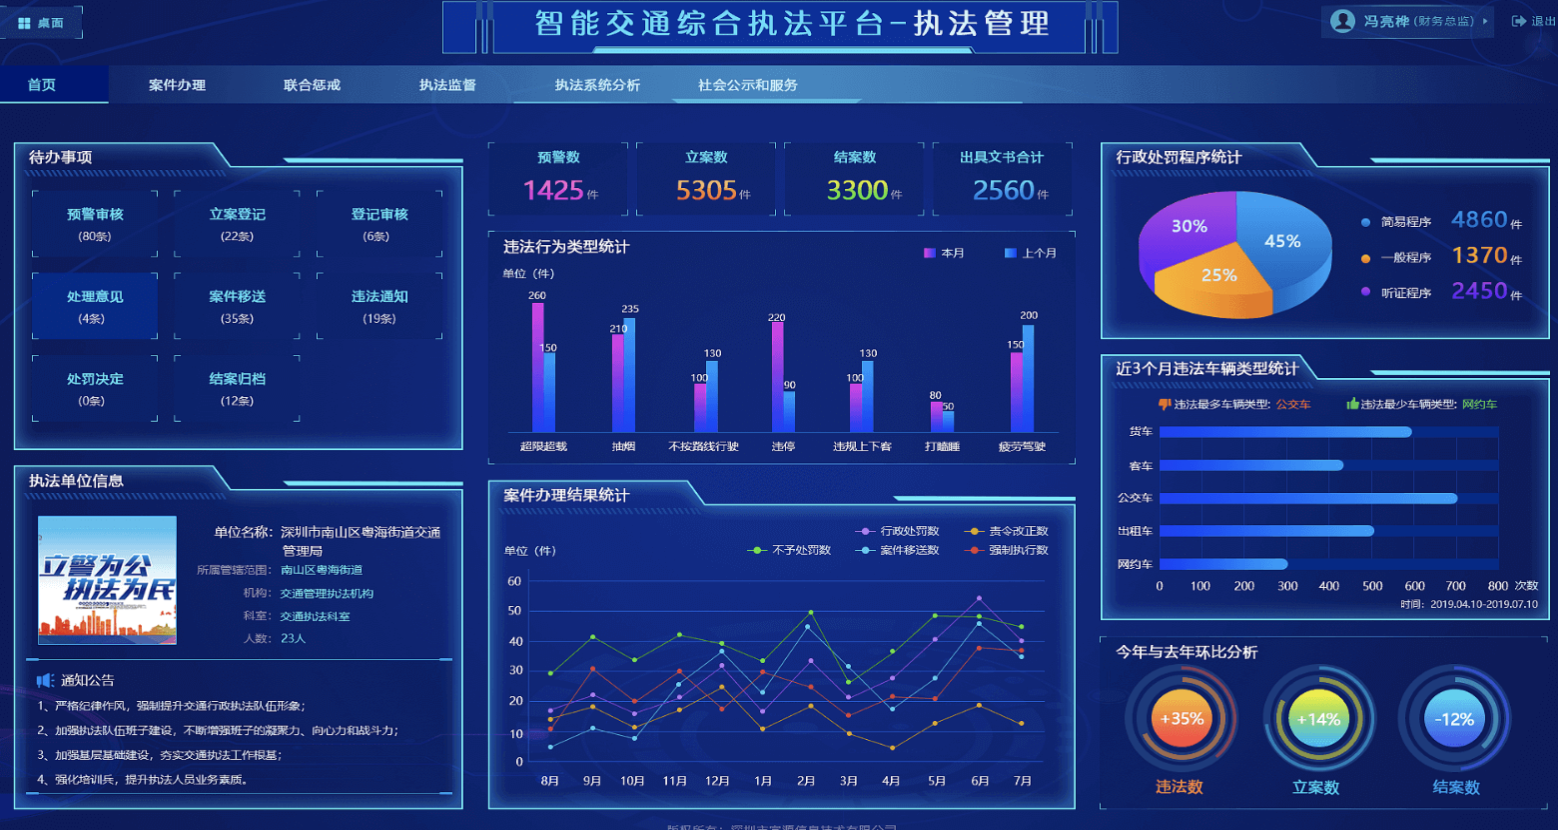 桌面
智能交通综合执法平台-执法管理
冯亮桦(财务总监)
退出
首页 案件办理 联合惩戒 执法监督 执法系统分析 社会公示和服务
待办事项
预警审核 立案登记 登记审核
(80条) (22条) (6条)
处理意见 案件移送 违法通知
(4条) (35条) (19条)
处罚决定 结案归档
(0条) (12条)
执法单位信息
立警为公
执法为民
单位名称：深圳市南山区粤海街道交通
管理局
所属管辖范围：南山区粤海街道
机构：交通管理执法机构
科室：交通执法科室
人数：23人
通知公告
1、严格纪律作风，强制提升交通行政执法队伍形象；
2、加强执法队伍班子建设，不断增强班子的凝聚力、向心力和战斗力；
3、加强基层基础建设，夯实交通执法工作根基；
4、强化培训兵，提升执法人员业务素质。
预警数 立案数 结案数 出具文书合计
1425件 5305件 3300件 2560件
违法行为类型统计
本月 上个月
单位（件）
260 150 210 235 100 130 220 90 100 130 80 50 150 200
超限超载 抽烟 不按路线行驶 违停 违规上下客 打瞌睡 疲劳驾驶
案件办理结果统计
行政处罚数 责令改正数
单位（件） 不予处罚数 案件移送数 强制执行数
60
50
40
30
20
10
0
8月 9月 10月 11月 12月 1月 2月 3月 4月 5月 6月 7月
行政处罚程序统计
30% 45% 25%
简易程序 4860件
一般程序 1370件
听证程序 2450件
近3个月违法车辆类型统计
违法最多车辆类型: 公交车 违法最少车辆类型: 网约车
货车
客车
公交车
出租车
网约车
0 100 200 300 400 500 600 700 800 次数
时间：2019.04.10-2019.07.10
今年与去年环比分析
+35% +14% -12%
违法数 立案数 结案数